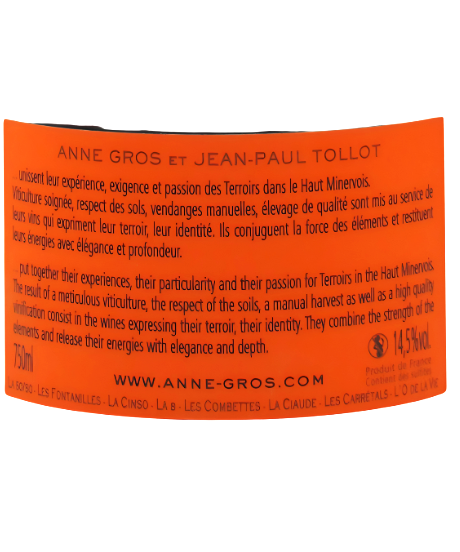 ANNE GROS ET JEAN-PAUL TOLLOT
... unissent leur expérience, exigence et passion des Terroirs dans le Haut Minervois.
Viticulture soignée, respect des sols, vendanges manuelles, élevage de qualité sont mis au service de
leurs vins qui expriment leur terroir, leur identité. Ils conjuguent la force des éléments et restituent
leurs énergies avec élégance et profondeur.
... put together their experiences, their particularity and their passion for Terroirs in the Haut Minervois.
The result of a meticulous viticulture, the respect of the soils, a manual harvest as well as a high quality
vinification consist in the wines expressing their terroir, their identity. They combine the strength of the
elements and release their energies with elegance and depth.
750ml
14,5%vol.
Produit de France
Contient des sulfites
WWW.ANNE-GROS.COM
LA 50/50 · LES FONTANILLES · LA CINSO · LA 8 · LES COMBETTES · LA CIAUDE · LES CARRÉTALS · L'O DE LA VIE